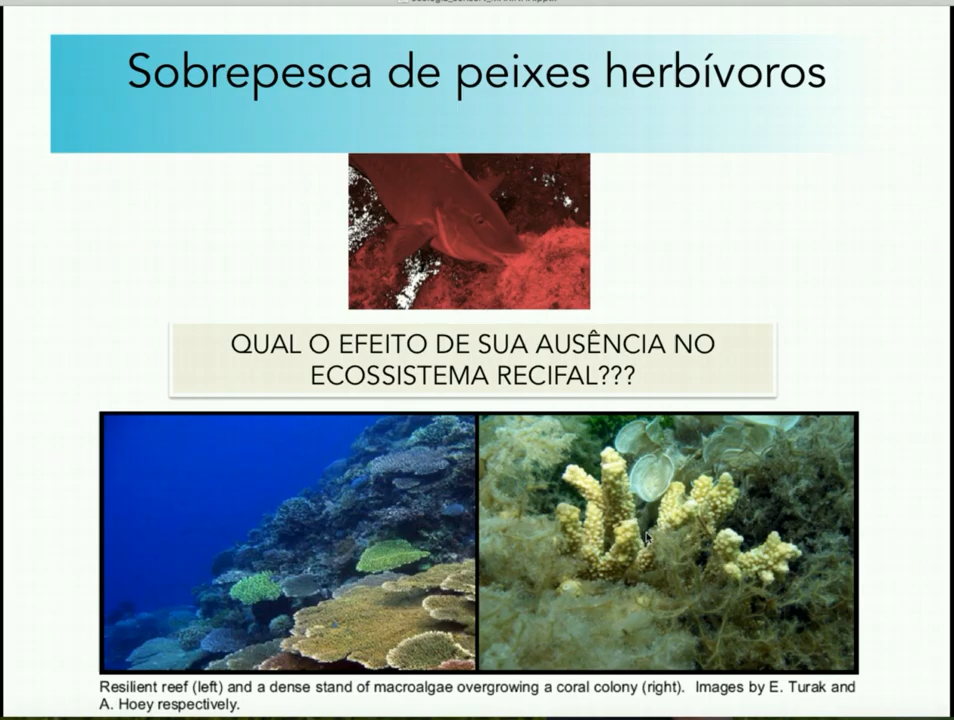 Sobrepesca de peixes herbívoros
QUAL O EFEITO DE SUA AUSÊNCIA NO
ECOSSISTEMA RECIFAL???
Resilient reef (left) and a dense stand of macroalgae overgrowing a coral colony (right). Images by E. Turak and
A. Hoey respectively.